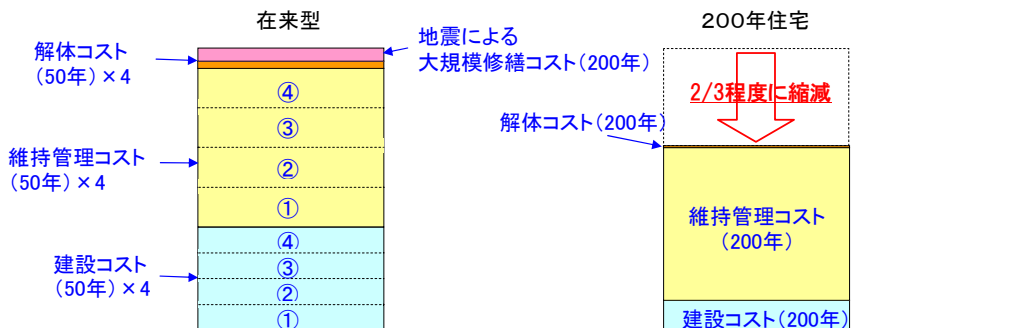 在来型
解体コスト
(50年)×4
地震による
大規模修繕コスト(200年)
④
③
②
①
維持管理コスト
(50年)×4
④
③
②
①
建設コスト
(50年)×4
200年住宅
2/3程度に縮減
解体コスト(200年)
維持管理コスト
(200年)
建設コスト(200年)